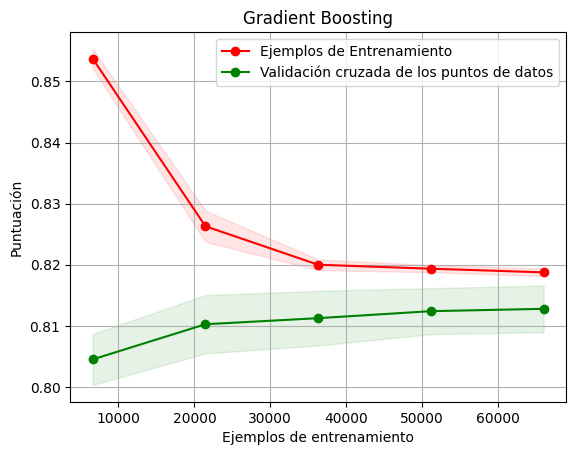 Gradient Boosting
Ejemplos de Entrenamiento
Validación cruzada de los puntos de datos
Puntuación
0.85
0.84
0.83
0.82
0.81
0.80
10000
20000
30000
40000
50000
60000
Ejemplos de entrenamiento